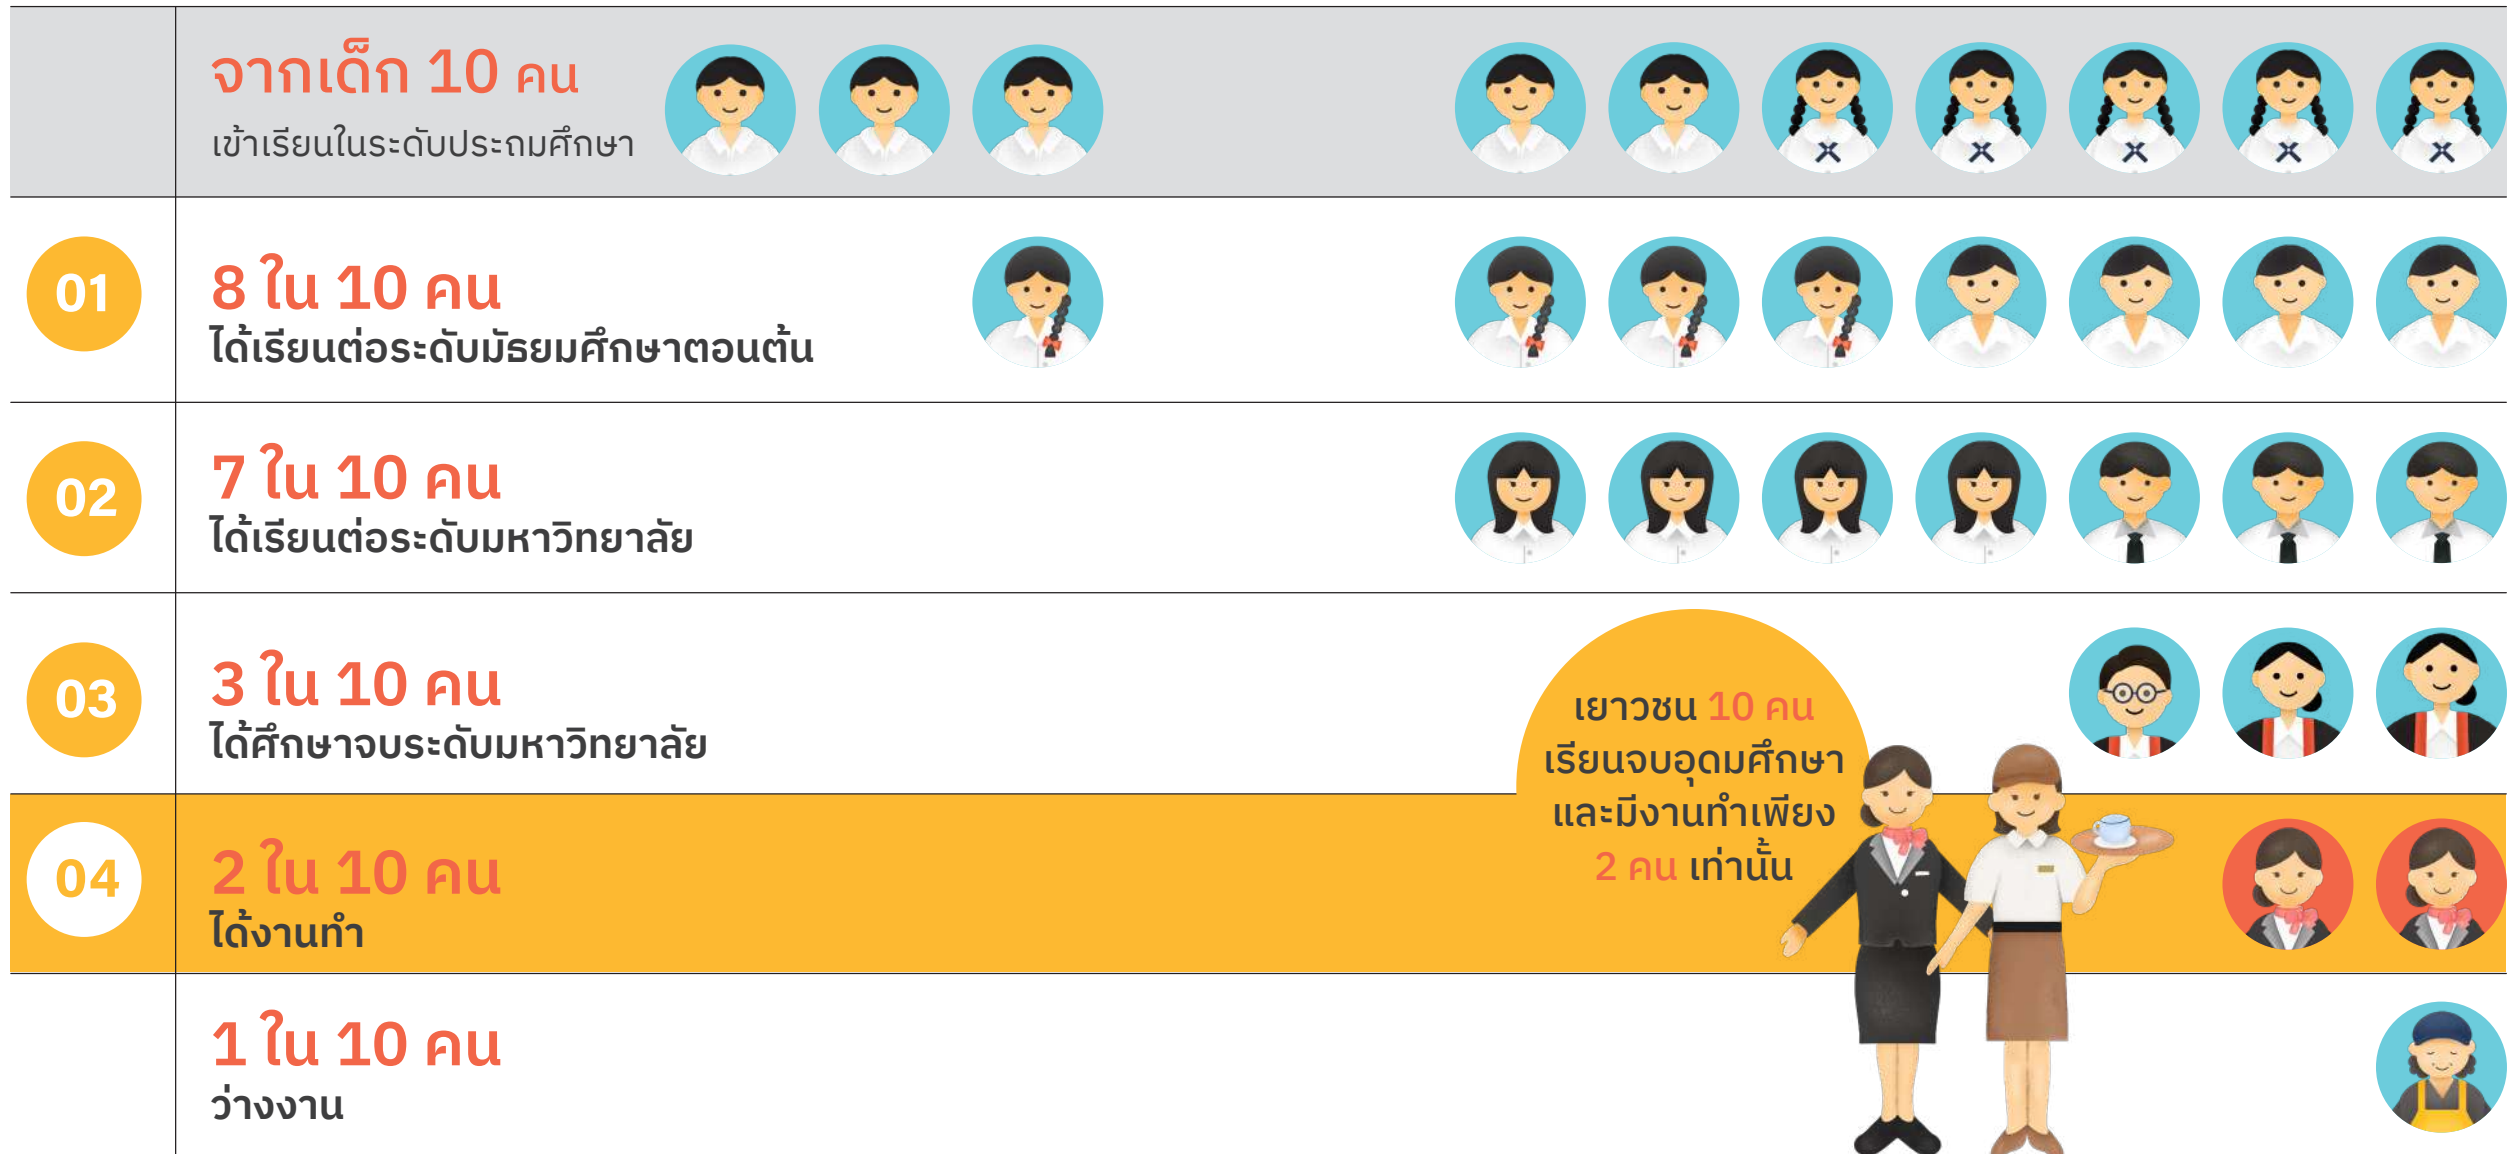 จากเด็ก 10 คน
เข้าเรียนในระดับประถมศึกษา
01
8 ใน 10 คน
ได้เรียนต่อระดับมัธยมศึกษาตอนต้น
02
7 ใน 10 คน
ได้เรียนต่อระดับมหาวิทยาลัย
03
3 ใน 10 คน
ได้ศึกษาจบระดับมหาวิทยาลัย
เยาวชน 10 คน
เรียนจบอุดมศึกษา
และมีงานทำเพียง
2 คน เท่านั้น
04
2 ใน 10 คน
ได้งานทำ
1 ใน 10 คน
ว่างงาน